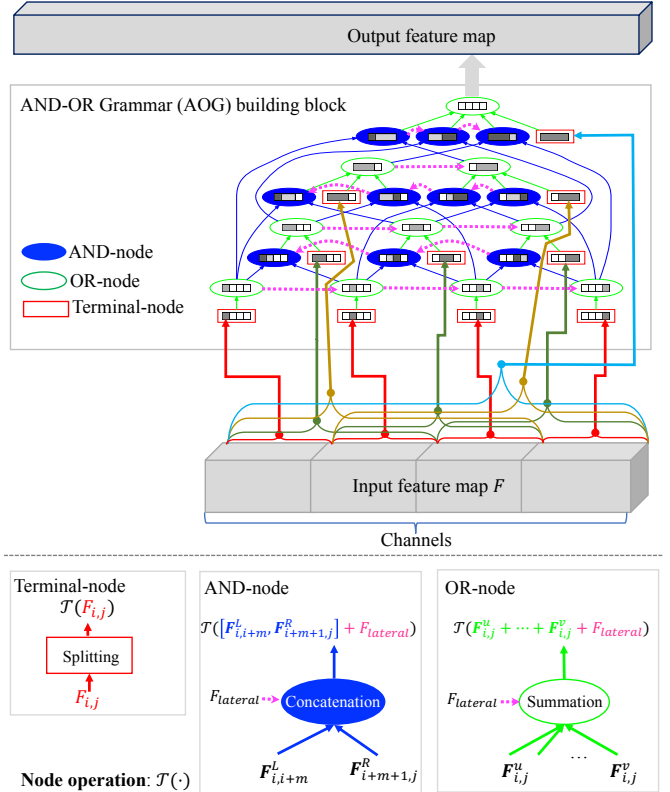 Output feature map
AND-OR Grammar (AOG) building block
AND-node
OR-node
Terminal-node
Input feature map F
Channels
Terminal-node
𝒯(F_{i,j})
Splitting
F_{i,j}
Node operation: 𝒯(·)
AND-node
𝒯([F^L_{i,i+m}, F^R_{i+m+1,j}] + F_{lateral})
F_{lateral}
Concatenation
F^L_{i,i+m}
F^R_{i+m+1,j}
OR-node
𝒯(F^u_{i,j} + ⋯ + F^v_{i,j} + F_{lateral})
F_{lateral}
Summation
F^u_{i,j}
⋯
F^v_{i,j}